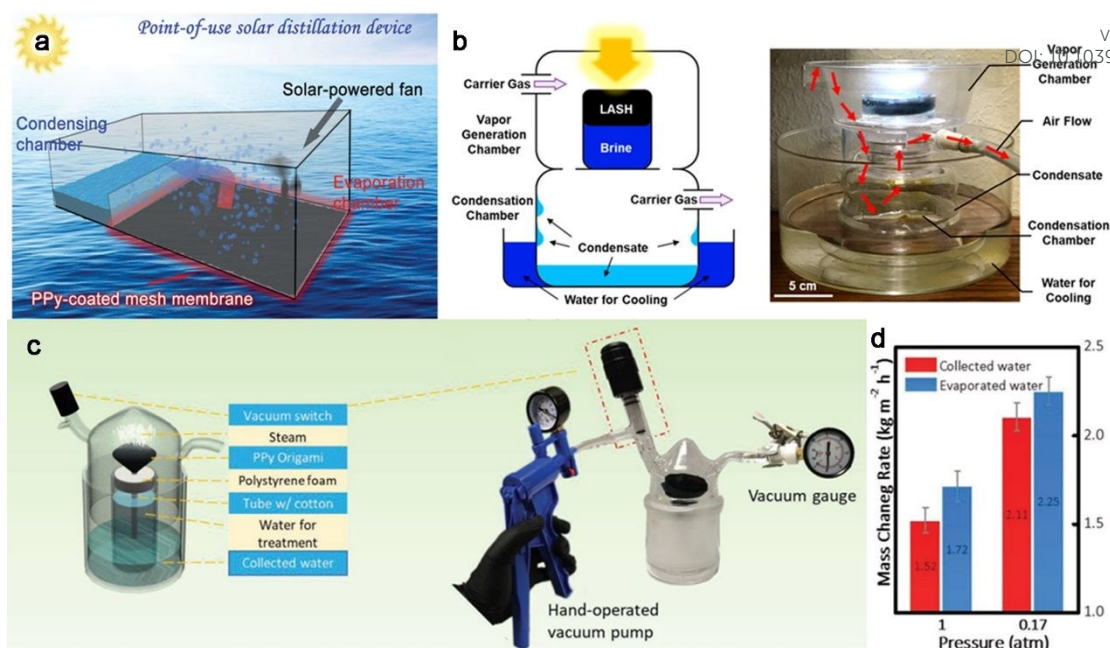 a
Point-of-use solar distillation device
Solar-powered fan
Condensing
chamber
Evaporation
chamber
PPy-coated mesh membrane
b
Carrier Gas
LASH
Vapor
Generation
Chamber
Brine
Condensation
Chamber
Carrier Gas
Condensate
Water for Cooling
V
DOI: 10.1039
Vapor
Generation
Chamber
Air Flow
Condensate
Condensation
Chamber
Water for
Cooling
5 cm
c
Vacuum switch
Steam
PPy Origami
Polystyrene foam
Tube w/ cotton
Water for
treatment
Collected water
Hand-operated
vacuum pump
Vacuum gauge
d
Collected water
Evaporated water
Mass Chaneg Rate (kg m⁻² h⁻¹)
2.5
2.0
1.5
1.0
1.52
1.72
2.11
2.25
1
0.17
Pressure (atm)